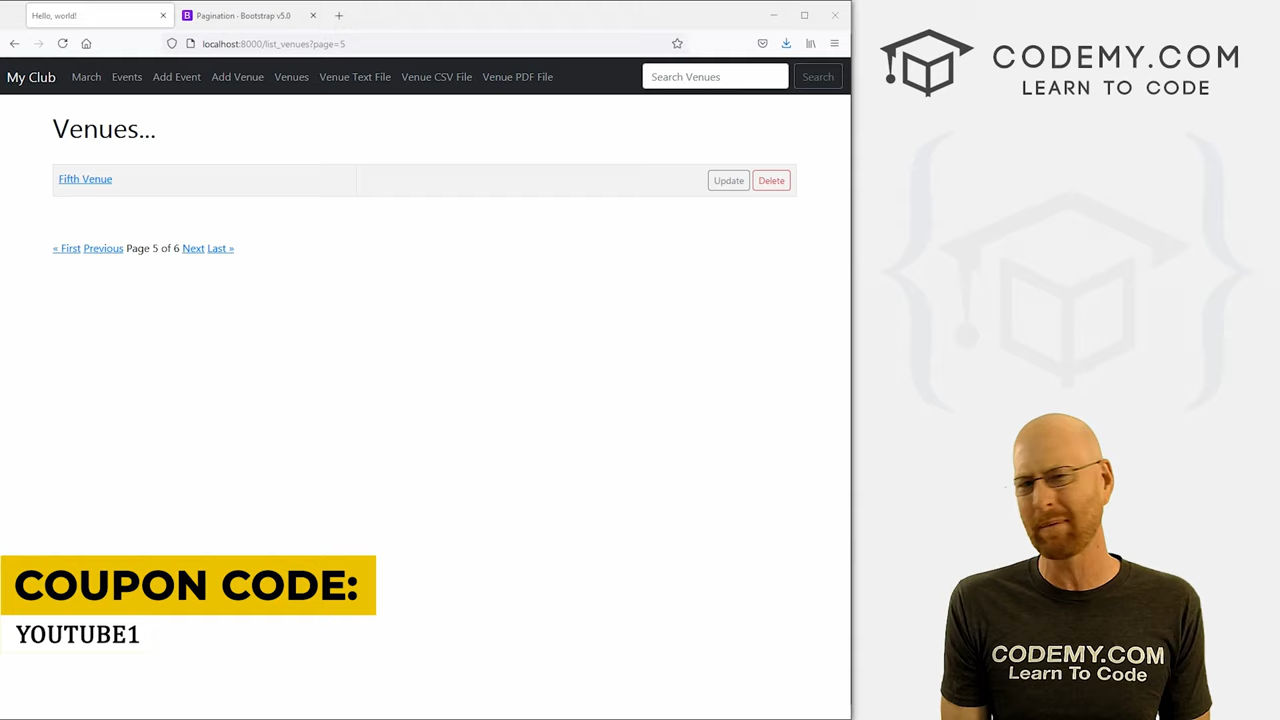 Hello, world!
Pagination - Bootstrap v5.0
localhost:8000/list_venues?page=5
My Club March Events Add Event Add Venue Venues Venue Text File Venue CSV File Venue PDF File Search Venues Search
Venues...
Fifth Venue Update Delete
« First Previous Page 5 of 6 Next Last »
COUPON CODE:
YOUTUBE1
CODEMY.COM
LEARN TO CODE
CODEMY.COM
Learn To Code